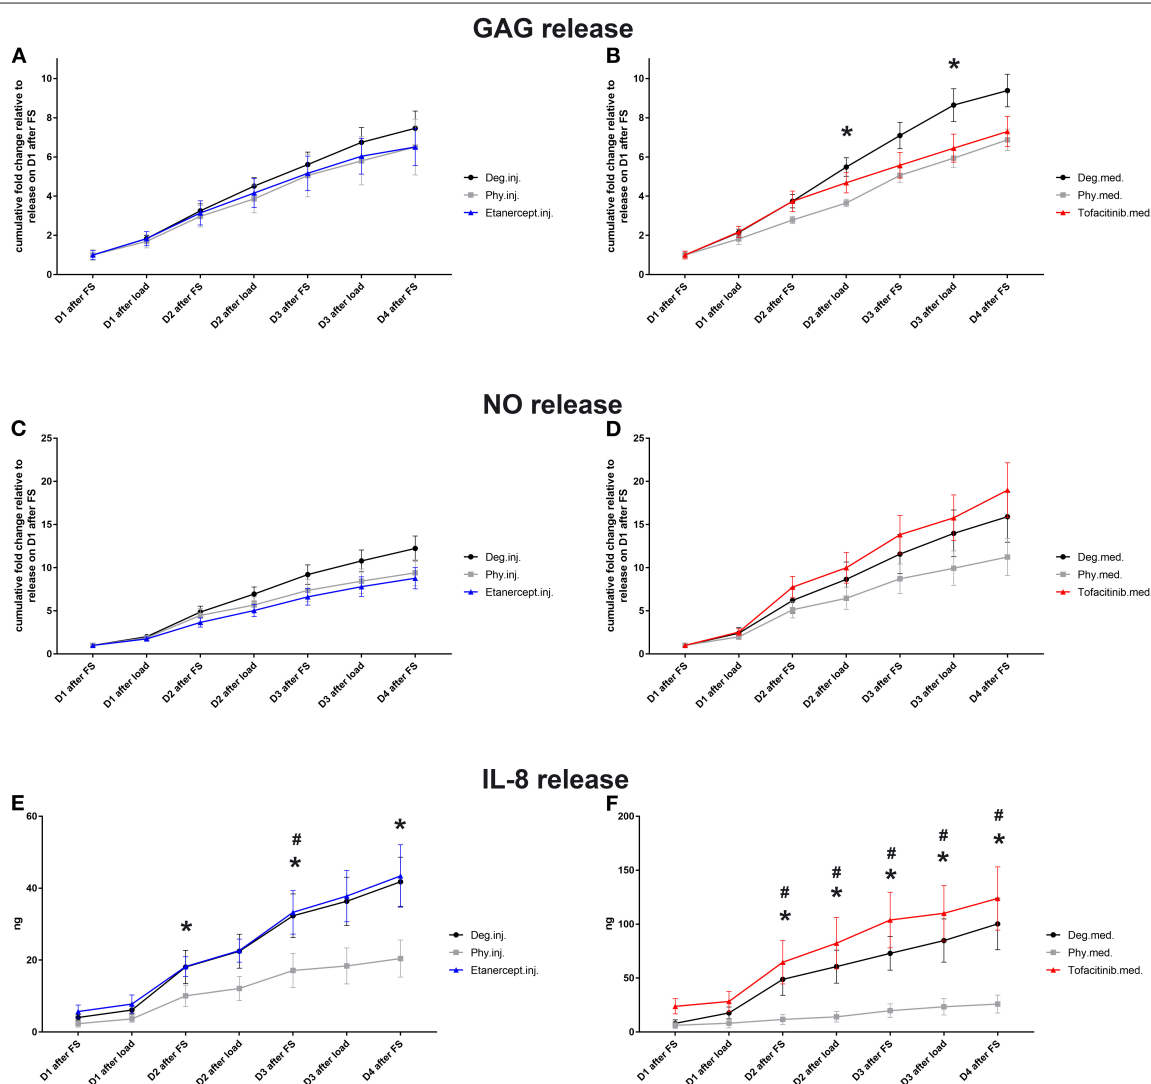 GAG release
A
cumulative fold change relative to
release on D1 after FS
10
8
6
4
2
0
D1 after FS
D1 after load
D2 after FS
D2 after load
D3 after FS
D3 after load
D4 after FS
Deg.inj.
Phy.inj.
Etanercept.inj.
B
cumulative fold change relative to
release on D1 after FS
10
8
6
4
2
0
*
*
D1 after FS
D1 after load
D2 after FS
D2 after load
D3 after FS
D3 after load
D4 after FS
Deg.med.
Phy.med.
Tofacitinib.med.
NO release
C
cumulative fold change relative to
release on D1 after FS
25
20
15
10
5
0
D1 after FS
D1 after load
D2 after FS
D2 after load
D3 after FS
D3 after load
D4 after FS
Deg.inj.
Phy.inj.
Etanercept.inj.
D
cumulative fold change relative to
release on D1 after FS
25
20
15
10
5
0
D1 after FS
D1 after load
D2 after FS
D2 after load
D3 after FS
D3 after load
D4 after FS
Deg.med.
Phy.med.
Tofacitinib.med.
IL-8 release
E
ng
60
40
20
0
*
#
*
*
D1 after FS
D1 after load
D2 after FS
D2 after load
D3 after FS
D3 after load
D4 after FS
Deg.inj.
Phy.inj.
Etanercept.inj.
F
ng
200
150
100
50
0
#
*
#
*
#
*
#
*
#
*
D1 after FS
D1 after load
D2 after FS
D2 after load
D3 after FS
D3 after load
D4 after FS
Deg.med.
Phy.med.
Tofacitinib.med.